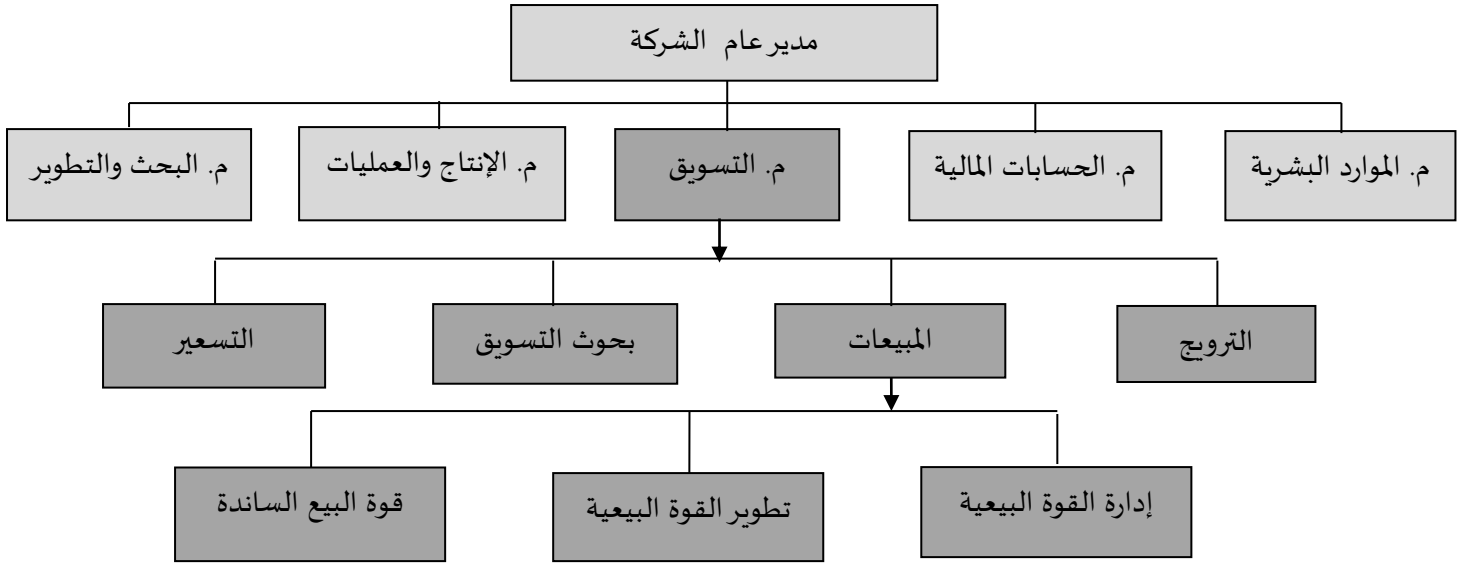 مدير عام الشركة
م. الموارد البشرية
م. الحسابات المالية
م. التسويق
م. الإنتاج والعمليات
م. البحث والتطوير
الترويج
المبيعات
بحوث التسويق
التسعير
إدارة القوة البيعية
تطوير القوة البيعية
قوة البيع الساندة